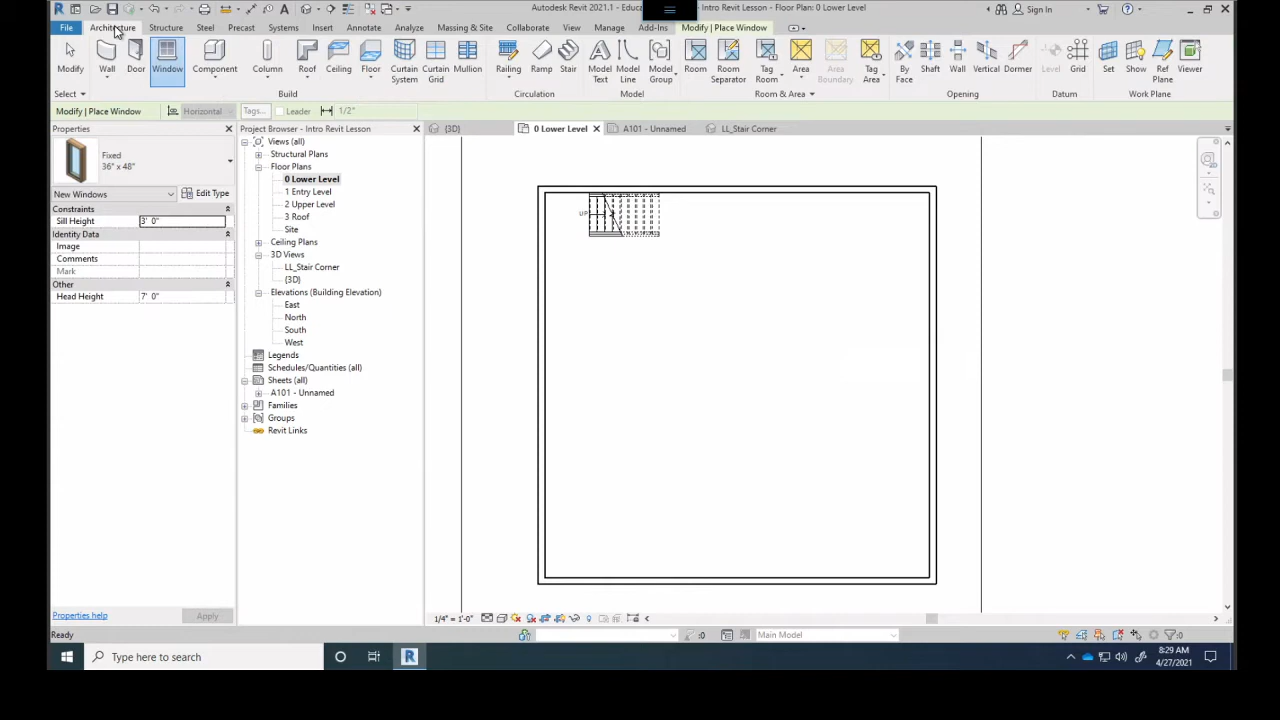 Autodesk Revit 2021.1 - Educa
Intro Revit Lesson - Floor Plan: 0 Lower Level
Sign In
File Architecture Structure Steel Precast Systems Insert Annotate Analyze Massing & Site Collaborate View Manage Add-Ins Modify | Place Window
Modify Wall Door Window Component Column Roof Ceiling Floor Curtain System Curtain Grid Mullion Railing Ramp Stair Model Text Model Line Model Group Room Room Separator Tag Room Area Area Boundary Tag Area By Face Shaft Wall Vertical Dormer Level Grid Set Show Ref Plane Viewer
Select Build Circulation Model Room & Area Opening Datum Work Plane
Modify | Place Window Horizontal Tags... Leader 1/2"
Properties
Project Browser - Intro Revit Lesson
{3D} 0 Lower Level A101 - Unnamed LL_Stair Corner
Fixed
36" x 48"
New Windows Edit Type
Constraints
Sill Height 3' 0"
Identity Data
Image
Comments
Mark
Other
Head Height 7' 0"
Properties help Apply
Views (all)
Structural Plans
Floor Plans
0 Lower Level
1 Entry Level
2 Upper Level
3 Roof
Site
Ceiling Plans
3D Views
LL_Stair Corner
{3D}
Elevations (Building Elevation)
East
North
South
West
Legends
Schedules/Quantities (all)
Sheets (all)
A101 - Unnamed
Families
Groups
Revit Links
UP
1/4" = 1'-0"
Ready :0 Main Model :0
Type here to search
8:29 AM
4/27/2021